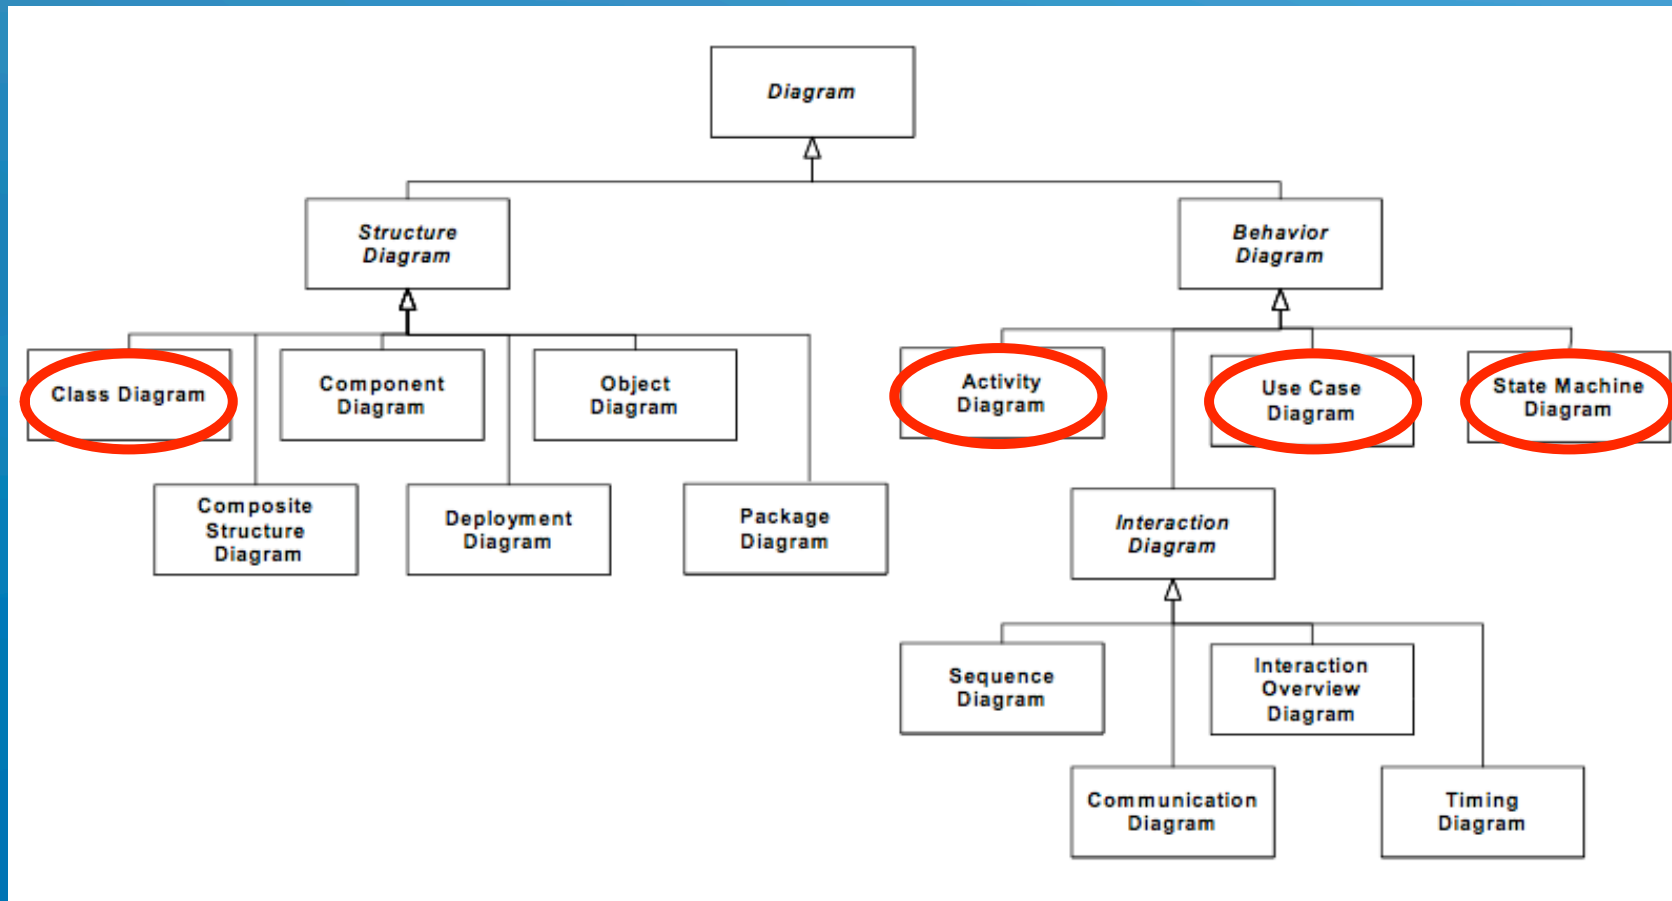 Diagram
Structure
Diagram
Behavior
Diagram
Class Diagram
Component
Diagram
Object
Diagram
Activity
Diagram
Use Case
Diagram
State Machine
Diagram
Composite
Structure
Diagram
Deployment
Diagram
Package
Diagram
Interaction
Diagram
Sequence
Diagram
Interaction
Overview
Diagram
Communication
Diagram
Timing
Diagram